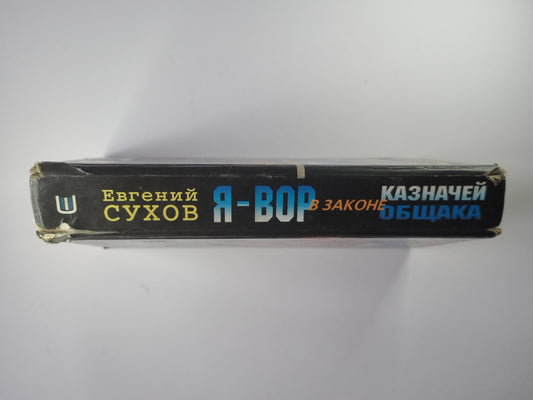 Евгений
СУХОВ
Я-ВОР
В ЗАКОНЕ
КАЗНАЧЕЙ
ОБЩАКА